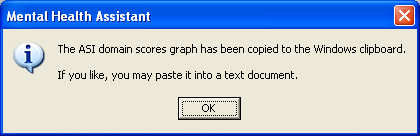 Mental Health Assistant
The ASI domain scores graph has been copied to the Windows clipboard.
If you like, you may paste it into a text document.
OK